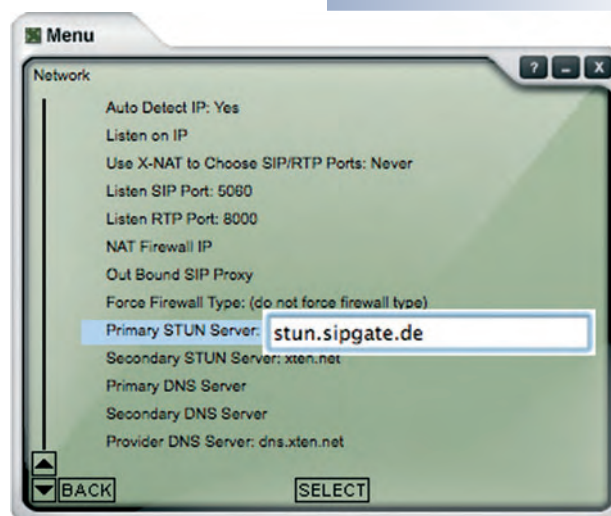 Menu
? – X
Network
Auto Detect IP: Yes
Listen on IP
Use X-NAT to Choose SIP/RTP Ports: Never
Listen SIP Port: 5060
Listen RTP Port: 8000
NAT Firewall IP
Out Bound SIP Proxy
Force Firewall Type: (do not force firewall type)
Primary STUN Server: stun.sipgate.de
Secondary STUN Server: xten.net
Primary DNS Server
Secondary DNS Server
Provider DNS Server: dns.xten.net
BACK SELECT